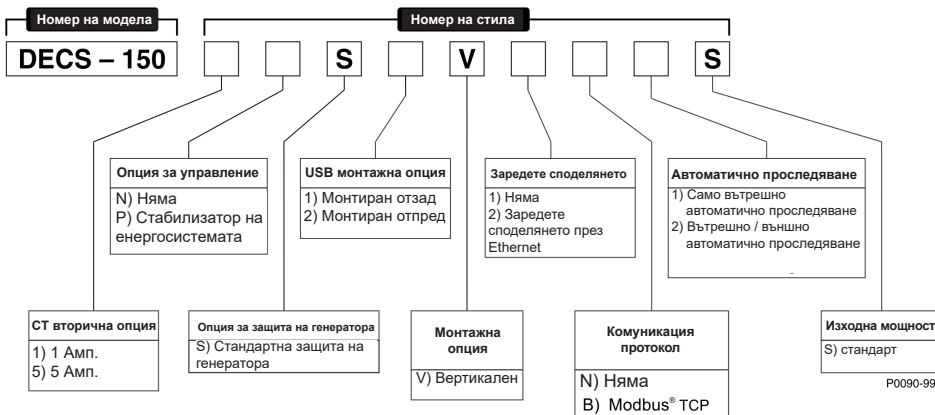 Номер на модела
Номер на стила
DECS – 150
S
V
S
Опция за управление
N) Няма
P) Стабилизатор на
енергосистемата
USB монтажна опция
1) Монтиран отзад
2) Монтиран отпред
Заредете споделянето
1) Няма
2) Заредете
споделянето през
Ethernet
Автоматично проследяване
1) Само вътрешно
автоматично проследяване
2) Вътрешно / външно
автоматично проследяване
СТ вторична опция
1) 1 Амп.
5) 5 Амп.
Опция за защита на генератора
S) Стандартна защита на
генератора
Монтажна
опция
V) Вертикален
Комуникация
протокол
N) Няма
B) Modbus® TCP
Изходна мощност
S) стандарт
P0090-99